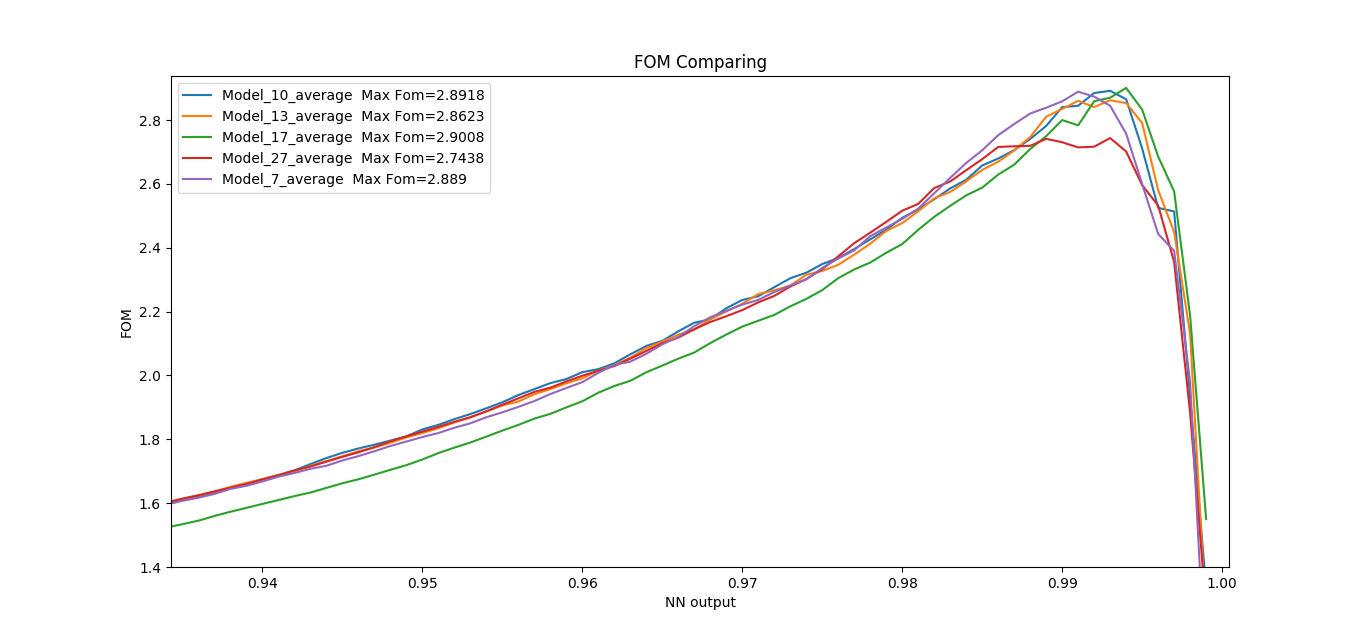 FOM Comparing
Model_10_average  Max Fom=2.8918
Model_13_average  Max Fom=2.8623
Model_17_average  Max Fom=2.9008
Model_27_average  Max Fom=2.7438
Model_7_average  Max Fom=2.889
FOM
2.8
2.6
2.4
2.2
2.0
1.8
1.6
1.4
0.94 0.95 0.96 0.97 0.98 0.99 1.00
NN output